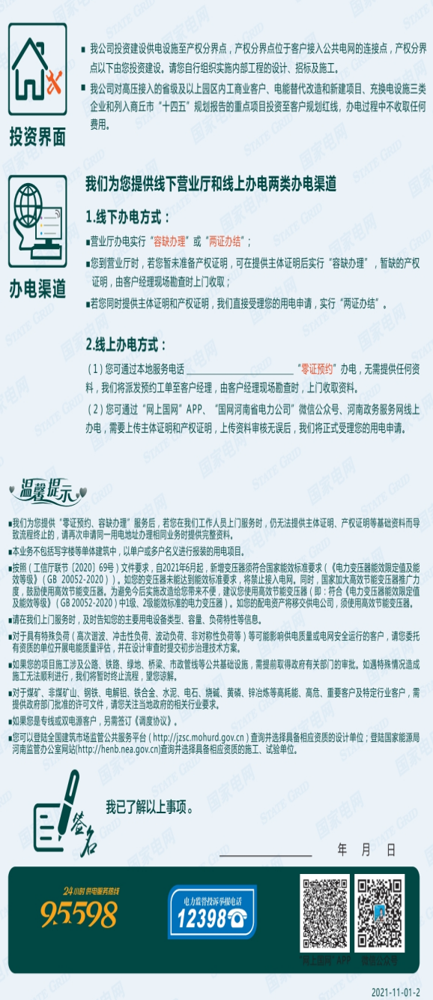 ■ 我公司投资建设供电设施至产权分界点，产权分界点位于客户接入公共电网的连接点，产权分界
点以下由您投资建设。请您自行组织实施内部工程的设计、招标及施工。
■ 我公司对高压接入的省级及以上园区内工商业客户、电能替代改造和新建项目、充换电设施三类
企业和列入商丘市“十四五”规划报告的重点项目投资至客户规划红线，办电过程中不收取任何
费用。
投资界面
我们为您提供线下营业厅和线上办电两类办电渠道
1.线下办电方式：
■营业厅办电实行“容缺办理”或“两证办结”；
■您到营业厅时，若您暂未准备产权证明，可在提供主体证明后实行“容缺办理”，暂缺的产权
证明，由客户经理现场勘查时上门收取；
办电渠道
■若您同时提供主体证明和产权证明，我们直接受理您的用电申请，实行“两证办结”。
2.线上办电方式：
（1）您可通过本地服务电话____________________“零证预约”办电，无需提供任何资
料，我们将派发预约工单至客户经理，由客户经理现场勘查时，上门收取资料。
（2）您可通过“网上国网”APP、“国网河南省电力公司”微信公众号、河南政务服务网线上
办电，需要上传主体证明和产权证明，上传资料审核无误后，我们将正式受理您的用电申请。
温馨提示
■我们为您提供“零证预约、容缺办理”服务后，若您在我们工作人员上门服务时，仍无法提供主体证明、产权证明等基础资料而导
致流程终止的，请再次申请同一用电地址办理相同业务时提供完整资料。
■本业务不包括写字楼等单体建筑中，以单户或多户名义进行报装的用电项目。
■按照（工信厅联节〔2020〕69号）文件要求，自2021年6月起，新增变压器须符合国家能效标准要求（《电力变压器能效限定值及能
效等级》（GB 20052-2020））。如您的变压器未能达到能效标准要求，将禁止接入电网。同时，国家加大高效节能变压器推广力
度，鼓励使用高效节能变压器。为避免今后实施改造给您带来不便，建议您使用高效节能变压器（即：符合《电力变压器能效限定值
及能效等级》（GB 20052-2020）中1级、2级能效标准的电力变压器）。如您的配电资产将移交供电公司，须使用高效节能变压器。
■请在我们上门服务时，及时告知您的主要用电设备类型、容量、负荷特性等信息。
■对于具有特殊负荷（高次谐波、冲击性负荷、波动负荷、非对称性负荷等）等可能影响供电质量或电网安全运行的客户，请您委托
有资质的单位开展电能质量评估，并在设计审查时提交初步治理技术方案。
■如果您的项目施工涉及公路、铁路、绿地、桥梁、市政管线等公共基础设施，需提前取得政府有关部门的审批。如遇特殊情况造成
施工无法顺利进行，我们将暂时终止流程，望您谅解。
■对于煤矿、非煤矿山、钢铁、电解铝、铁合金、水泥、电石、烧碱、黄磷、锌冶炼等高耗能、高危、重要客户及特定行业客户，需
提供政府部门批准的许可文件，请您关注当地政府的相关行业要求。
■如果您是专线或双电源客户，另需签订《调度协议》。
■您可以登陆全国建筑市场监管公共服务平台（http://jzsc.mohurd.gov.cn）查询并选择具备相应资质的设计单位；登陆国家能源局
河南监管办公室网站(http://henb.nea.gov.cn)查询并选择具备相应资质的施工、试验单位。
签名
我已了解以上事项。
年 月 日
24小时供电服务热线
95598
电力监管投诉举报电话
12398
“网上国网”APP 微信公众号
2021-11-01-2
国家电网
STATE GRID